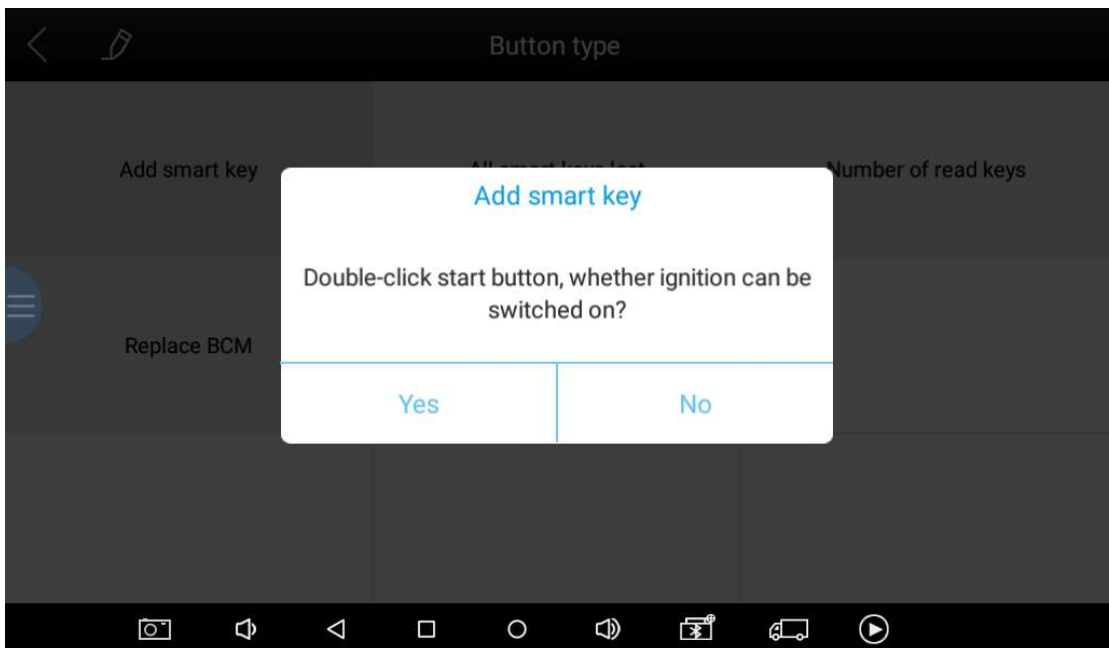 Button type
Add smart key
Number of read keys
Add smart key
Double-click start button, whether ignition can be
switched on?
Replace BCM
Yes
No